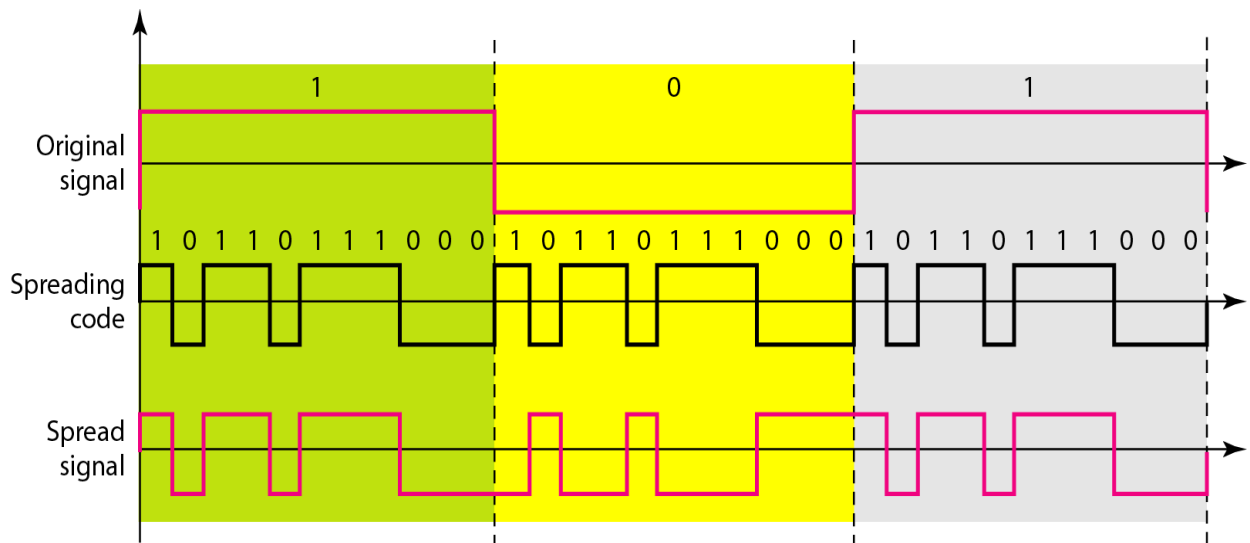 1 0 1
Original
signal
1 0 1 1 0 1 1 1 0 0 0 1 0 1 1 0 1 1 1 0 0 0 1 0 1 1 0 1 1 1 0 0 0
Spreading
code
Spread
signal